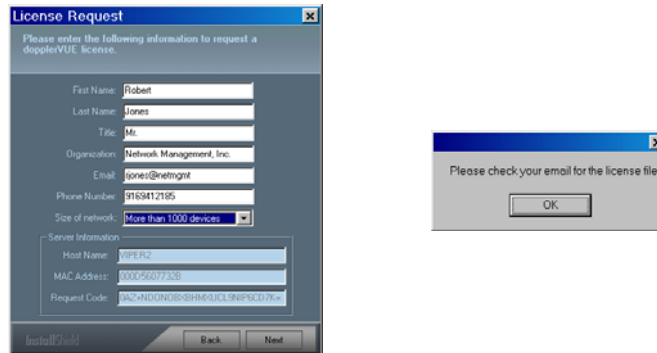 License Request
Please enter the following information to request a
dopplerVUE license.
First Name: Robert
Last Name: Jones
Title: Mr.
Organization: Network Management, Inc.
Email: rjones@netmgmt
Phone Number: 9169412185
Size of network: More than 1000 devices
Server Information
Host Name: VIPER2
MAC Address: 000D5607732B
Request Code:
InstallShield
Back Next
Please check your email for the license file
OK